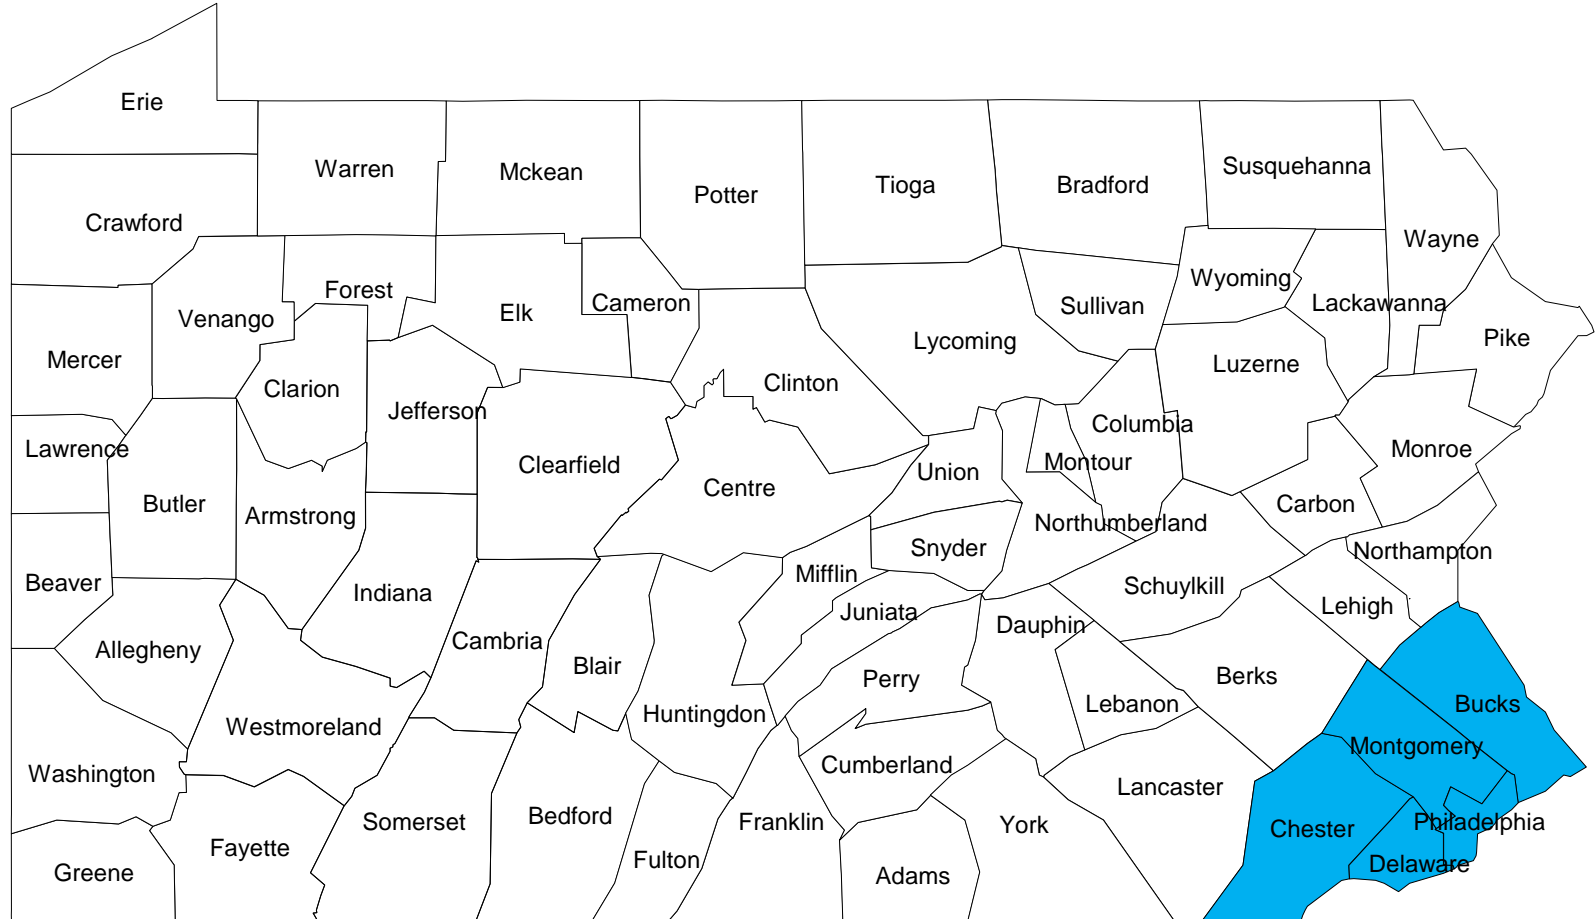 Erie
Warren
Mckean
Potter
Tioga
Bradford
Susquehanna
Crawford
Wayne
Forest
Venango
Elk
Cameron
Sullivan
Wyoming
Lackawanna
Mercer
Clarion
Jefferson
Clinton
Lycoming
Luzerne
Pike
Lawrence
Butler
Armstrong
Clearfield
Centre
Union
Montour
Columbia
Monroe
Carbon
Beaver
Indiana
Mifflin
Snyder
Northumberland
Northampton
Allegheny
Cambria
Blair
Juniata
Dauphin
Schuylkill
Lehigh
Westmoreland
Huntingdon
Perry
Lebanon
Berks
Bucks
Washington
Cumberland
Montgomery
Lancaster
Somerset
Bedford
Franklin
York
Chester
Philadelphia
Greene
Fayette
Fulton
Adams
Delaware